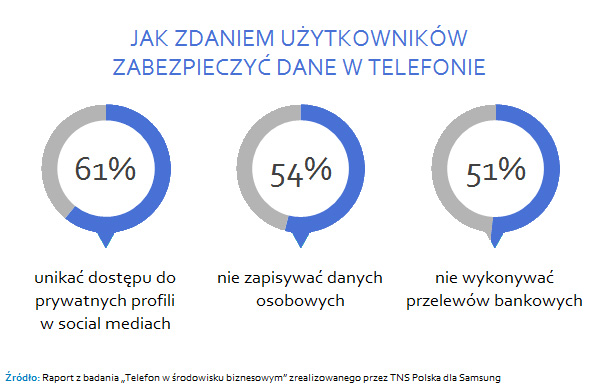 JAK ZDANIEM UŻYTKOWNIKÓW
ZABEZPIECZYĆ DANE W TELEFONIE
61%
54%
51%
unikać dostępu do
prywatnych profili
w social mediach
nie zapisywać danych
osobowych
nie wykonywać
przelewów bankowych
Źródło: Raport z badania „Telefon w środowisku biznesowym” zrealizowanego przez TNS Polska dla Samsung